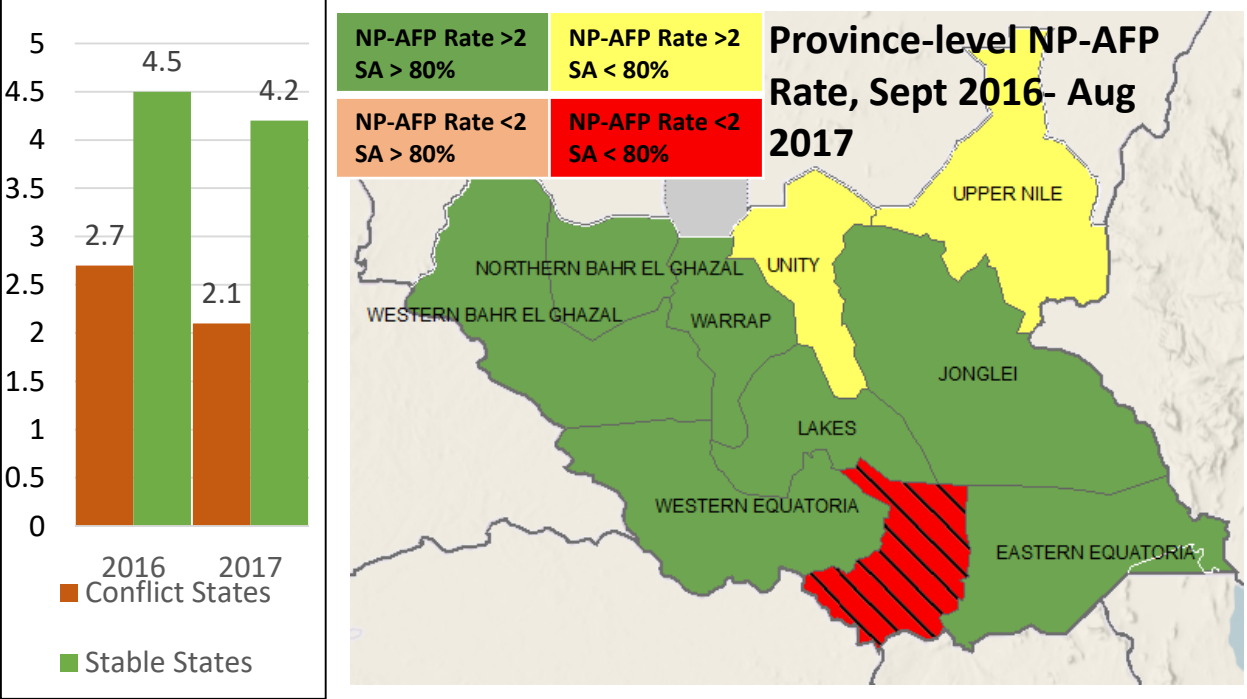 5
4.5
4
3.5
3
2.5
2
1.5
1
0.5
0
2.7
4.5
2.1
4.2
2016
2017
Conflict States
Stable States
NP-AFP Rate >2
SA > 80%
NP-AFP Rate >2
SA < 80%
NP-AFP Rate <2
SA > 80%
NP-AFP Rate <2
SA < 80%
Province-level NP-AFP
Rate, Sept 2016- Aug
2017
UPPER NILE
NORTHERN BAHR EL GHAZAL
UNITY
WESTERN BAHR EL GHAZAL
WARRAP
JONGLEI
LAKES
WESTERN EQUATORIA
EASTERN EQUATORIA